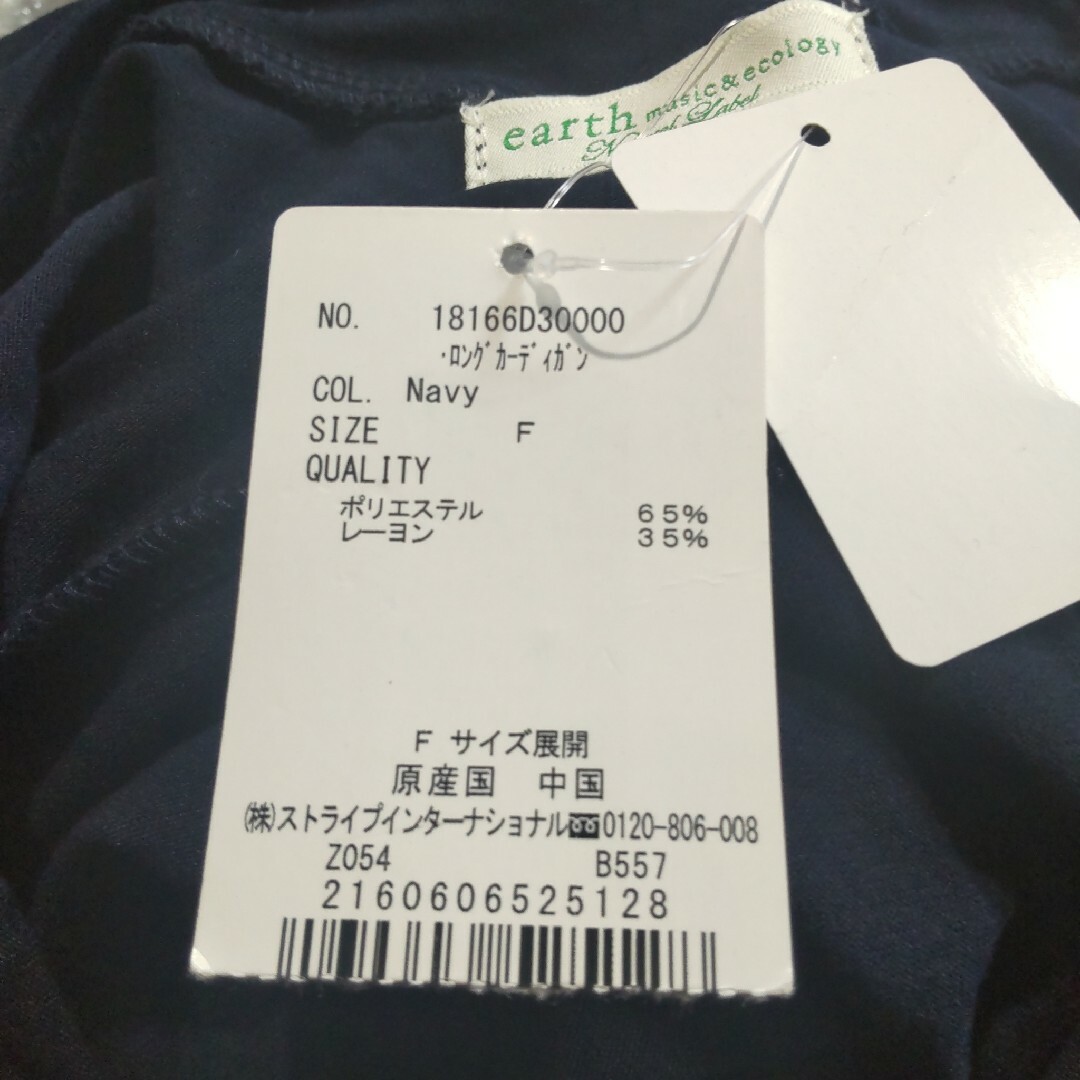 earth music&ecology
Label
NO. 18166D30000
・ﾛﾝｸﾞｶｰﾃﾞｨｶﾞﾝ
COL. Navy
SIZE F
QUALITY
ポリエステル 65%
レーヨン 35%
F サイズ展開
原産国 中国
㈱ストライプインターナショナル 0120-806-008
Z054 B557
2160606525128